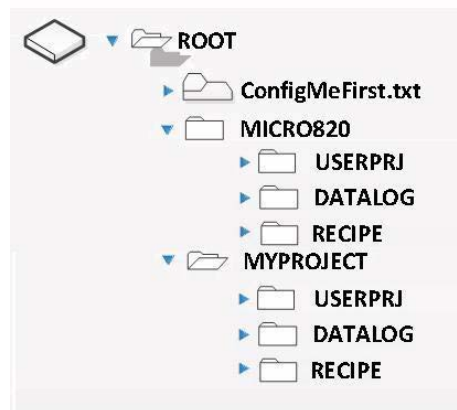 ROOT
ConfigMeFirst.txt
MICRO820
USERPRJ
DATALOG
RECIPE
MYPROJECT
USERPRJ
DATALOG
RECIPE